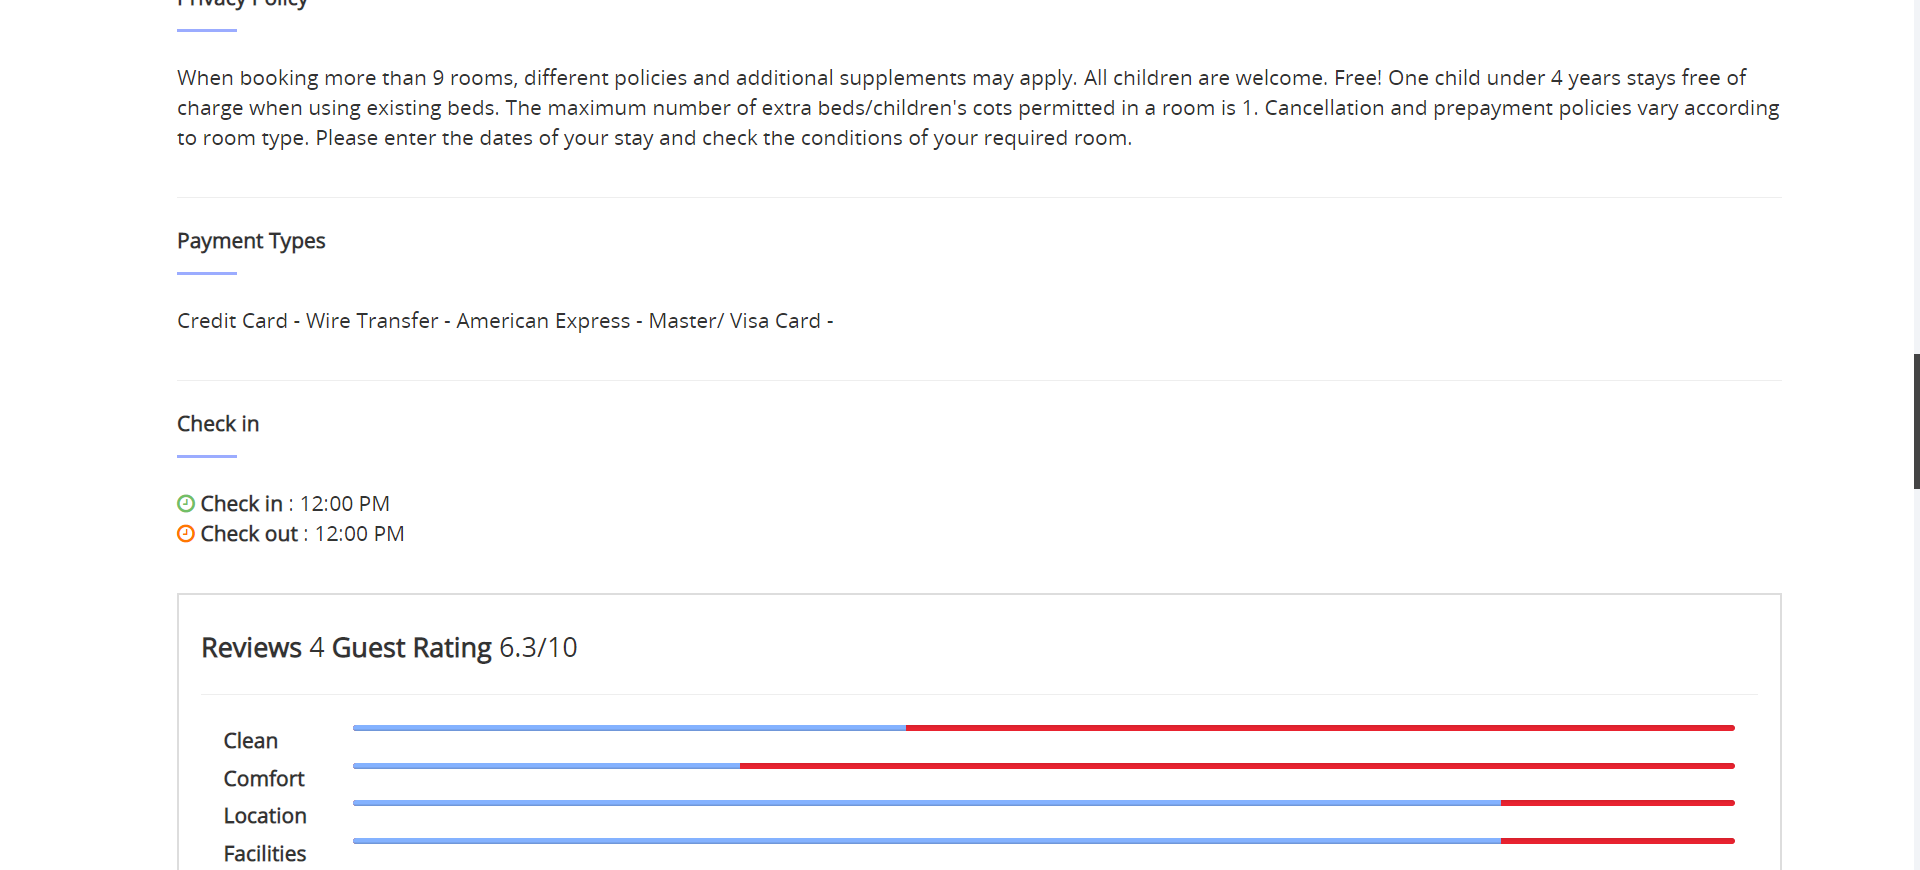 Privacy Policy
When booking more than 9 rooms, different policies and additional supplements may apply. All children are welcome. Free! One child under 4 years stays free of
charge when using existing beds. The maximum number of extra beds/children's cots permitted in a room is 1. Cancellation and prepayment policies vary according
to room type. Please enter the dates of your stay and check the conditions of your required room.
Payment Types
Credit Card - Wire Transfer - American Express - Master/ Visa Card -
Check in
Check in : 12:00 PM
Check out : 12:00 PM
Reviews 4 Guest Rating 6.3/10
Clean
Comfort
Location
Facilities